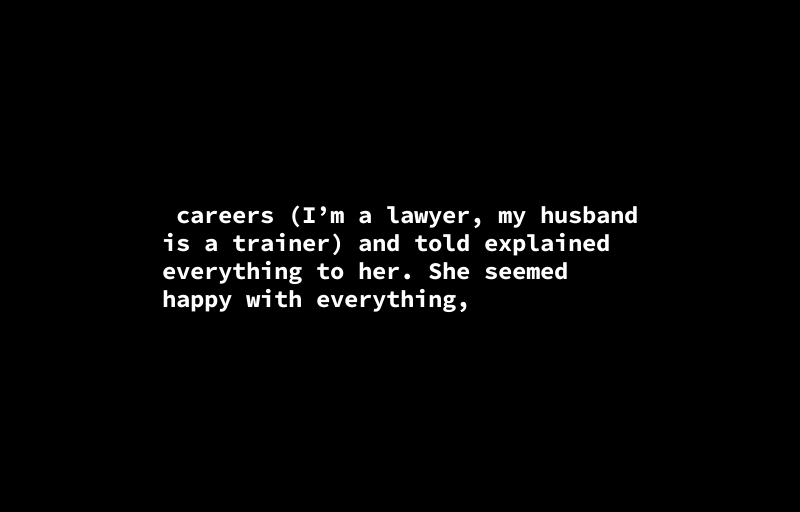 careers (I’m a lawyer, my husband
is a trainer) and told explained
everything to her. She seemed
happy with everything,